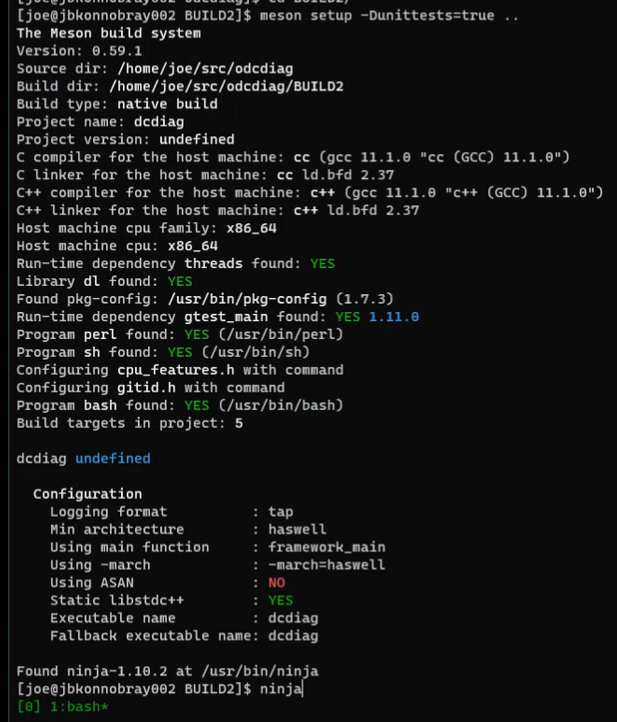 [joe@jbkonnobray002 BUILD2]$ meson setup -Dunittests=true ..
The Meson build system
Version: 0.59.1
Source dir: /home/joe/src/odcdiag
Build dir: /home/joe/src/odcdiag/BUILD2
Build type: native build
Project name: dcdiag
Project version: undefined
C compiler for the host machine: cc (gcc 11.1.0 "cc (GCC) 11.1.0")
C linker for the host machine: cc ld.bfd 2.37
C++ compiler for the host machine: c++ (gcc 11.1.0 "c++ (GCC) 11.1.0")
C++ linker for the host machine: c++ ld.bfd 2.37
Host machine cpu family: x86_64
Host machine cpu: x86_64
Run-time dependency threads found: YES
Library dl found: YES
Found pkg-config: /usr/bin/pkg-config (1.7.3)
Run-time dependency gtest_main found: YES 1.11.0
Program perl found: YES (/usr/bin/perl)
Program sh found: YES (/usr/bin/sh)
Configuring cpu_features.h with command
Configuring gitid.h with command
Program bash found: YES (/usr/bin/bash)
Build targets in project: 5
dcdiag undefined
Configuration
Logging format : tap
Min architecture : haswell
Using main function : framework_main
Using -march : -march=haswell
Using ASAN : NO
Static libstdc++ : YES
Executable name : dcdiag
Fallback executable name: dcdiag
Found ninja-1.10.2 at /usr/bin/ninja
[joe@jbkonnobray002 BUILD2]$ ninja
[0] 1:bash*